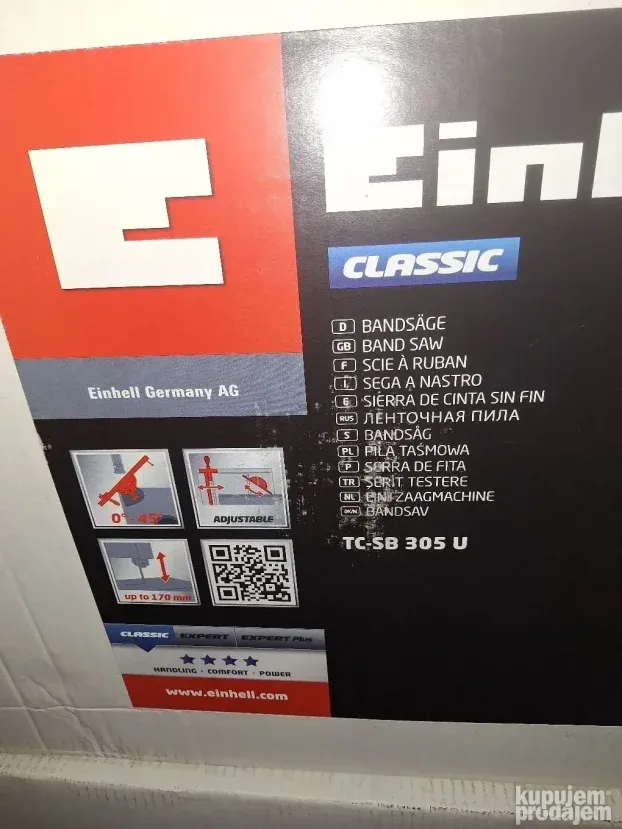 Einh
CLASSIC
D BANDSÄGE
GB BAND SAW
F SCIE À RUBAN
I SEGA A NASTRO
E SIERRA DE CINTA SIN FIN
RUS ЛЕНТОЧНАЯ ПИЛА
S BANDSÅG
PL PIŁA TAŚMOWA
P SERRA DE FITA
TR ŞERİT TESTERE
NL LINTZAAGMACHINE
DK/N BANDSAV
TC-SB 305 U
E
Einhell Germany AG
0°-45°
ADJUSTABLE
up to 170 mm
CLASSIC EXPERT EXPERT Plus
HANDLING · COMFORT · POWER
www.einhell.com
kupujem
prodajem